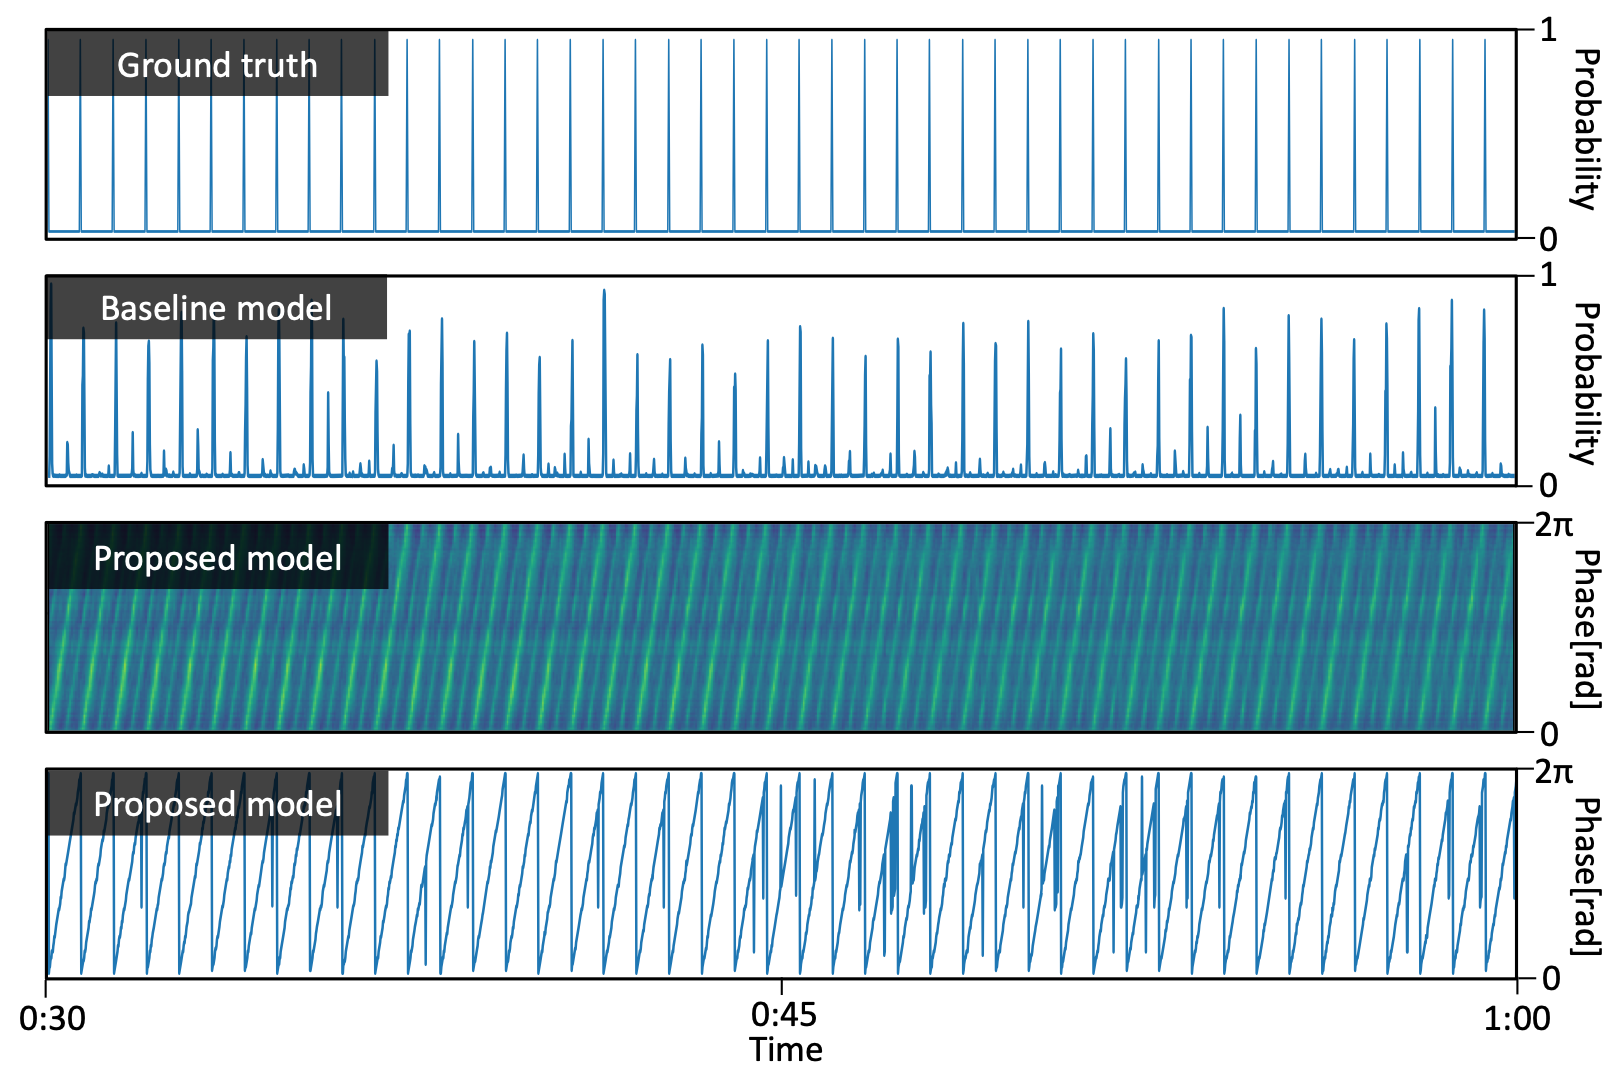 Ground truth
1
Probability
0
Baseline model
1
Probability
0
Proposed model
2π
Phase[rad]
0
Proposed model
2π
Phase[rad]
0
0:30
0:45
1:00
Time